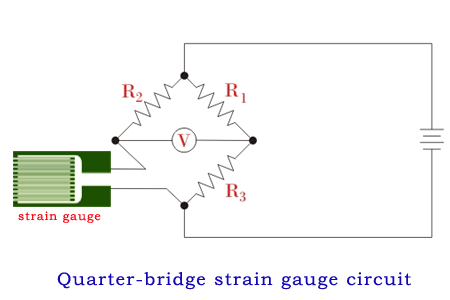 R2 R1
V
R3
strain gauge
Quarter-bridge strain gauge circuit